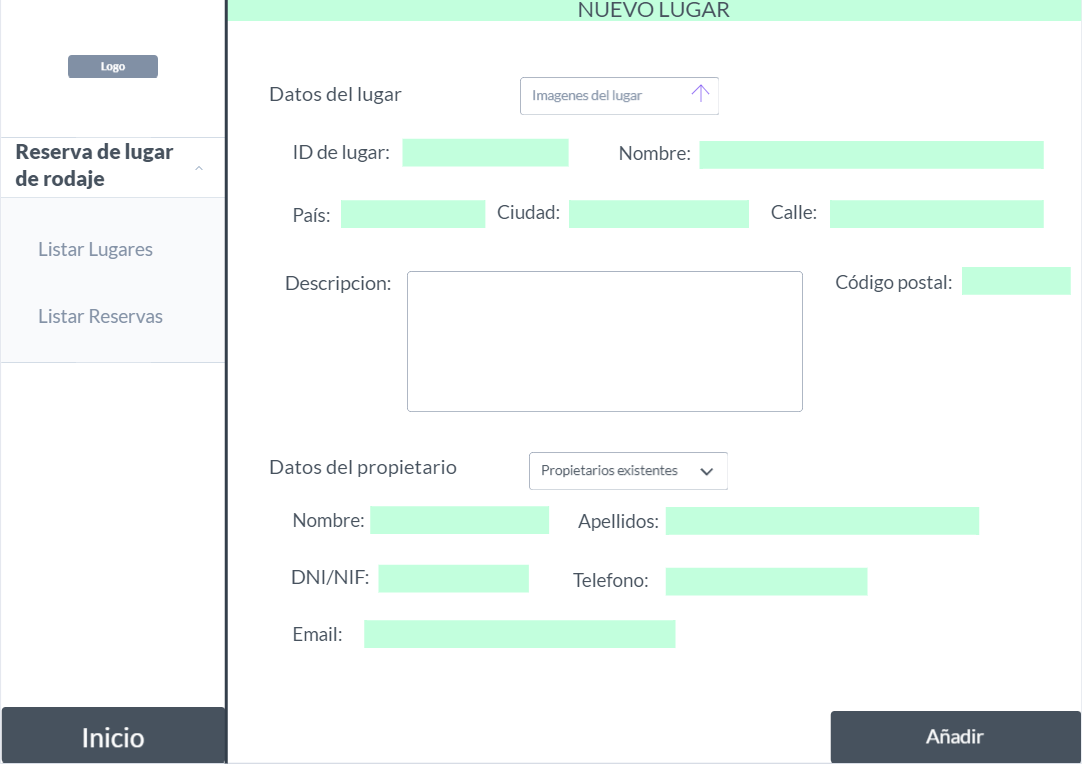 NUEVO LUGAR
Logo
Reserva de lugar
de rodaje
Listar Lugares
Listar Reservas
Inicio
Datos del lugar
Imagenes del lugar
ID de lugar:
Nombre:
País:
Ciudad:
Calle:
Descripcion:
Código postal:
Datos del propietario
Propietarios existentes
Nombre:
Apellidos:
DNI/NIF:
Telefono:
Email:
Añadir